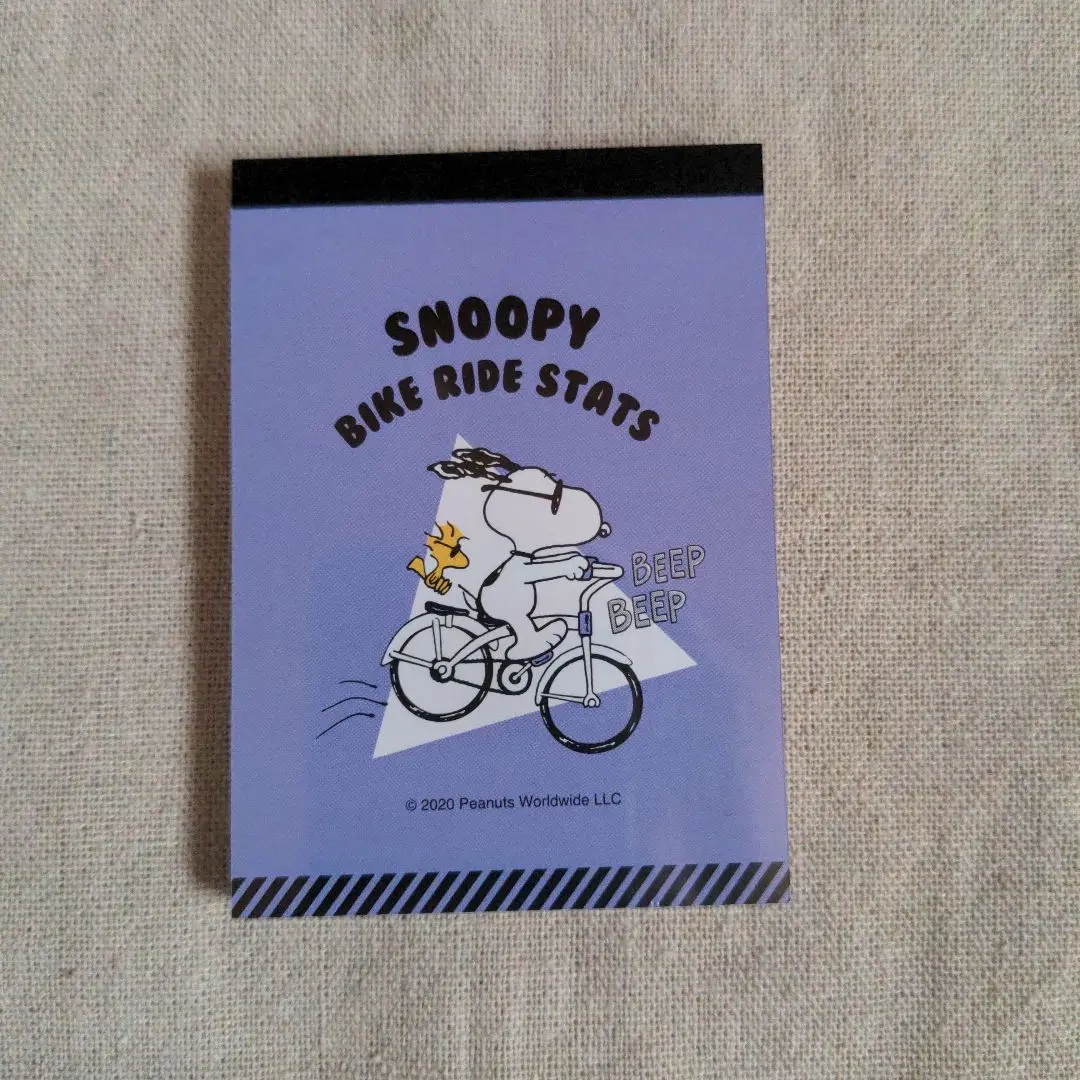 SNOOPY
BIKE RIDE STATS
BEEP
BEEP
© 2020 Peanuts Worldwide LLC